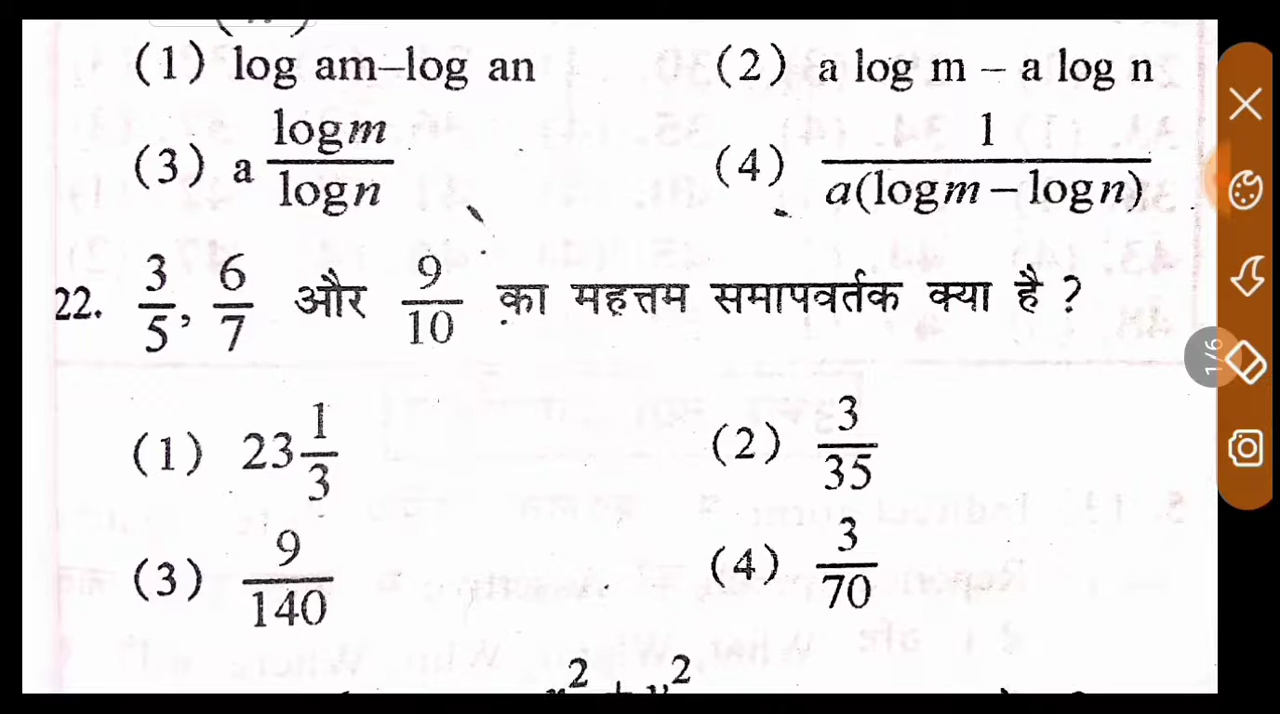 (1) log am–log an (2) a log m – a log n
(3) a logm/logn (4) 1/a(logm – logn)
22. 3/5, 6/7 और 9/10 का महत्तम समापवर्तक क्या है ?
(1) 23 1/3 (2) 3/35
(3) 9/140 (4) 3/70
1/6